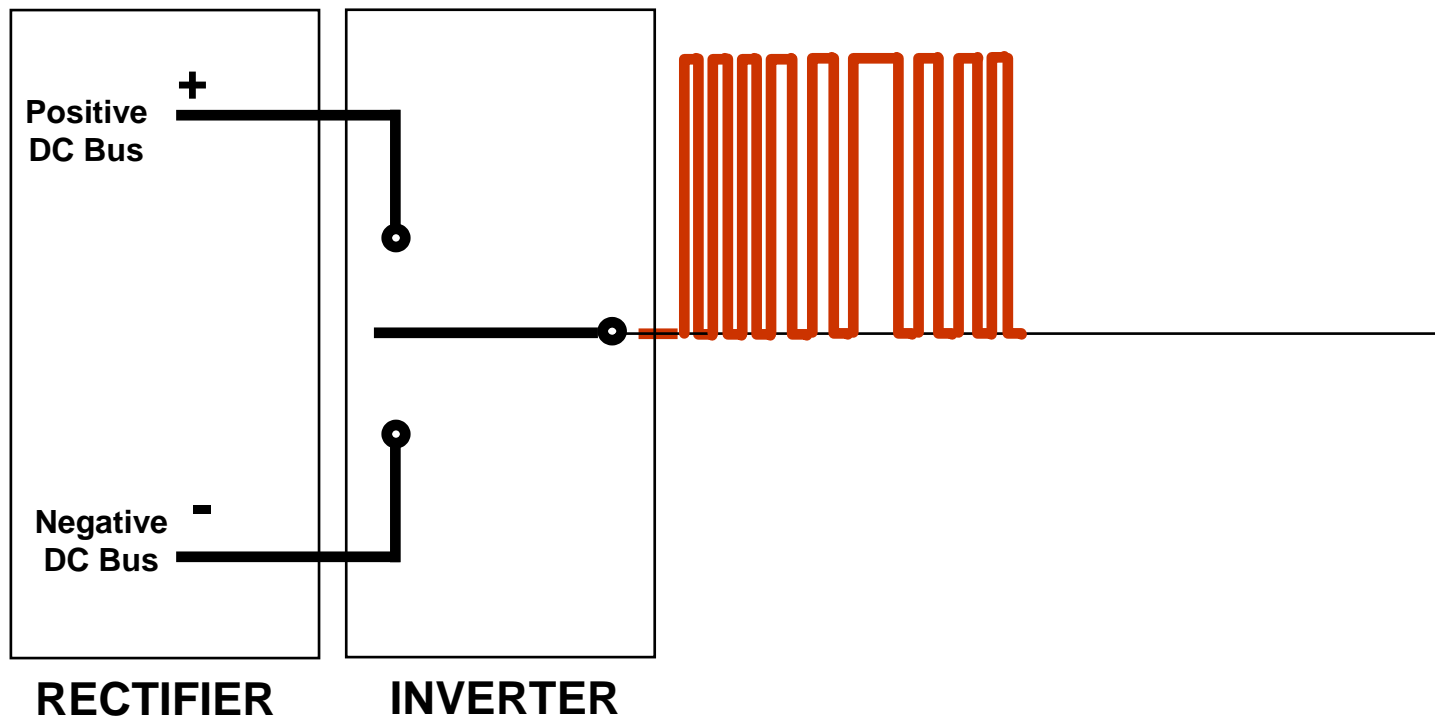 +
Positive
DC Bus
-
Negative
DC Bus
RECTIFIER
INVERTER